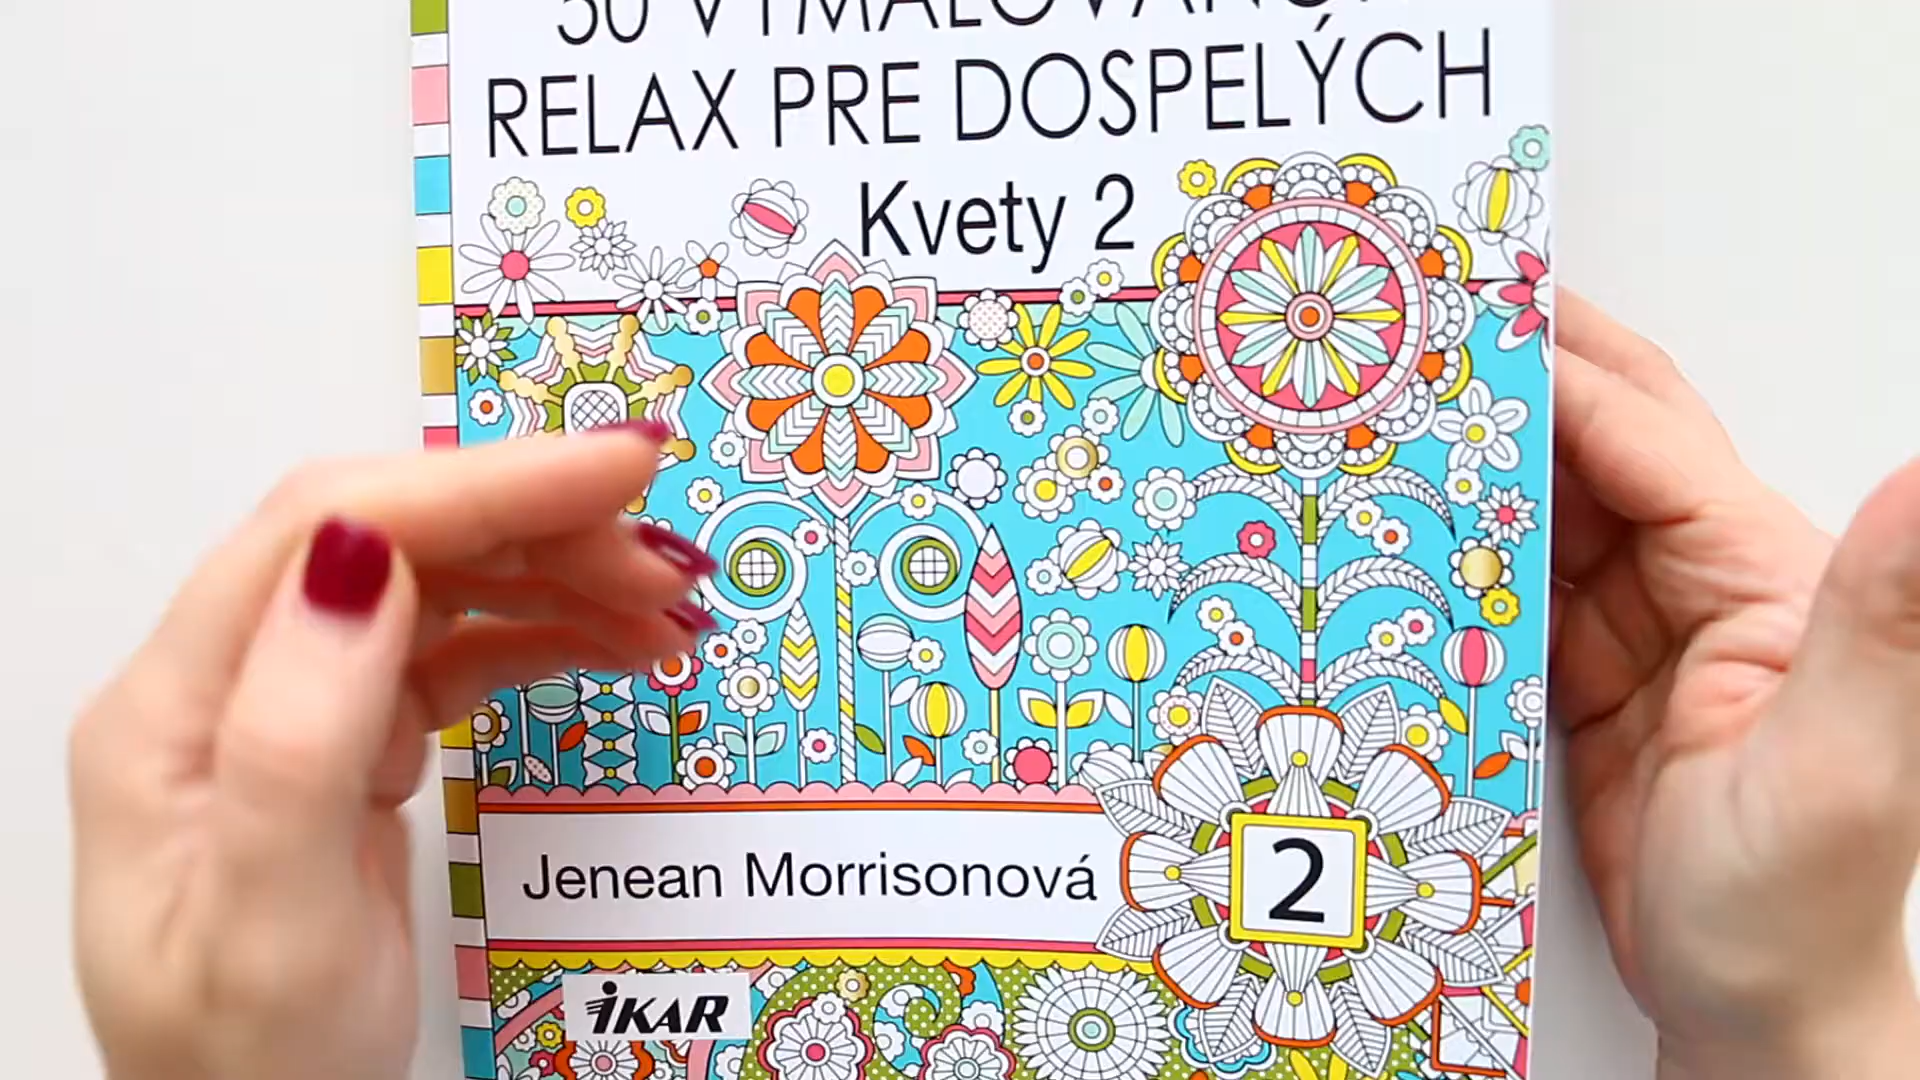 RELAX PRE DOSPELÝCH
Kvety 2
Jenean Morrisonová
2
IKAR